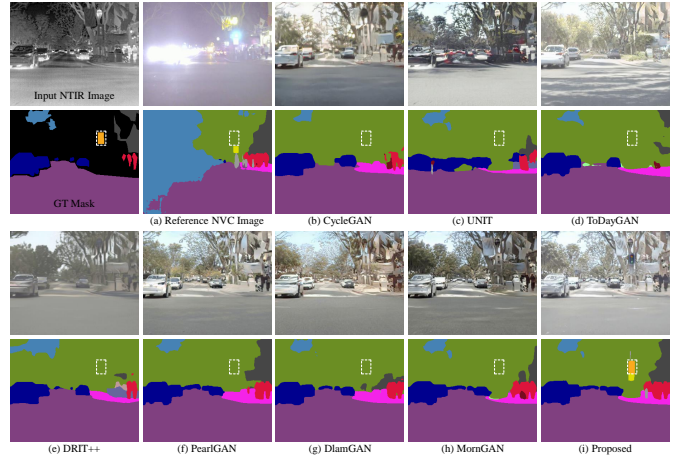 Input NTIR Image
GT Mask
(a) Reference NVC Image
(b) CycleGAN
(c) UNIT
(d) ToDayGAN
(e) DRIT++
(f) PearlGAN
(g) DlamGAN
(h) MornGAN
(i) Proposed